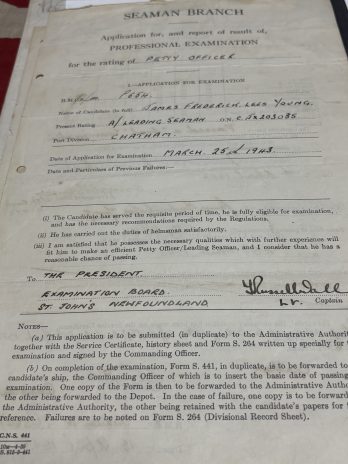 SEAMAN BRANCH
Application for, and report of result of,
PROFESSIONAL EXAMINATION
for the rating of PETTY OFFICER
1.—APPLICATION FOR EXAMINATION
H.M.
Name of Candidate (in full) JAMES FREDERICK LEES YOUNG.
Present Rating A/LEADING SEAMAN O.N. C/JX203035
Port Division CHATHAM.
Date of Application for Examination MARCH 25th 1943.
Date and Particulars of Previous Failures:—
(i) The Candidate has served the requisite period of time, he is fully eligible for examination,
and has the necessary recommendations required by the Regulations.
(ii) He has carried out the duties of helmsman satisfactorily.
(iii) I am satisfied that he possesses the necessary qualities which with further experience will
fit him to make an efficient Petty Officer/Leading Seaman, and I consider that he has a
reasonable chance of passing.
To THE PRESIDENT.
EXAMINATION BOARD.
ST. JOHN'S NEWFOUNDLAND.
Lt. Captain
NOTES—
(a) This application is to be submitted (in duplicate) to the Administrative Authority
together with the Service Certificate, history sheet and Form S. 264 written up specially for
examination and signed by the Commanding Officer.
(b) On completion of the examination, Form S. 441, in duplicate, is to be forwarded to
candidate's ship, the Commanding Officer of which is to insert the basic date of passing
examination. One copy of the Form is then to be forwarded to the Administrative Autho
the other being forwarded to the Depot. In the case of failure, one copy is to be forward
the Administrative Authority, the other being retained with the candidate's papers for
reference. Failures are to be noted on Form S. 264 (Divisional Record Sheet).
C.N.S. 441